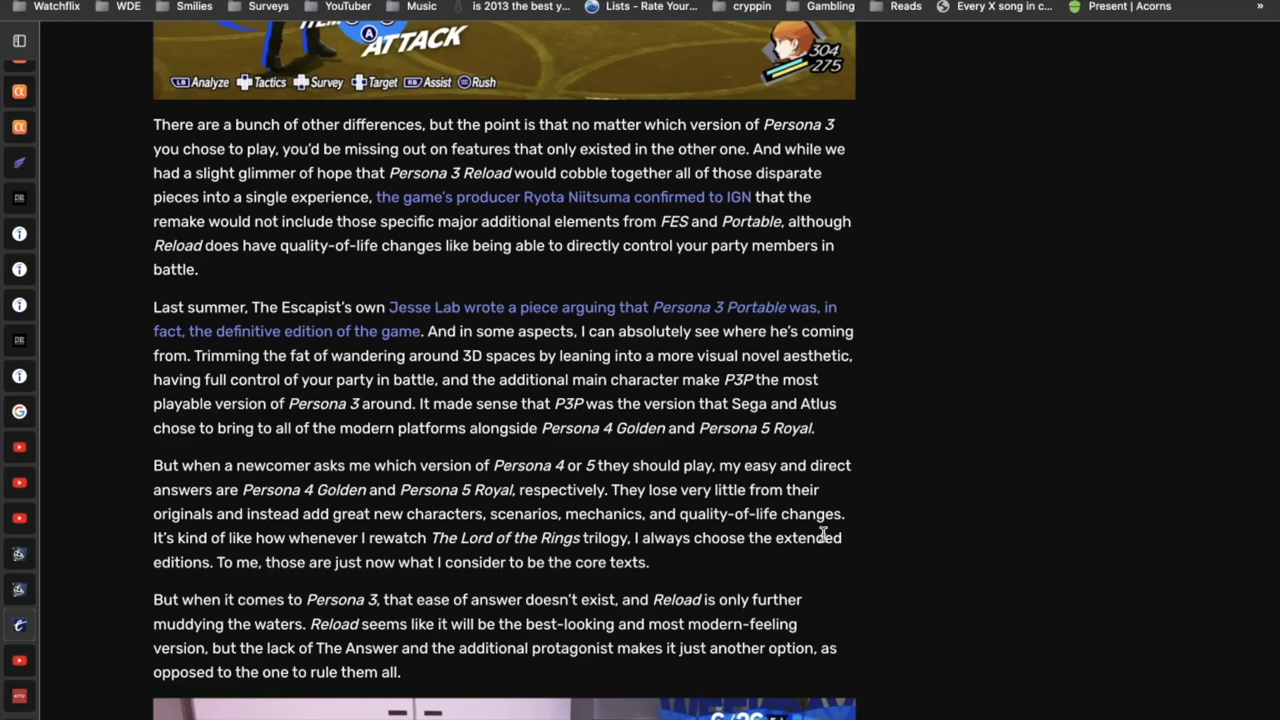 Watchflix WDE Smilies Surveys YouTube Music is 2013 the best y... Lists - Rate Your... cryppin Gambling Reads Every X song in c... Present | Acorns »
A
ATTACK
304
275
LB Analyze Tactics Survey Target RB Assist Rush
There are a bunch of other differences, but the point is that no matter which version of Persona 3
you chose to play, you'd be missing out on features that only existed in the other one. And while we
had a slight glimmer of hope that Persona 3 Reload would cobble together all of those disparate
pieces into a single experience, the game's producer Ryota Niitsuma confirmed to IGN that the
remake would not include those specific major additional elements from FES and Portable, although
Reload does have quality-of-life changes like being able to directly control your party members in
battle.
Last summer, The Escapist's own Jesse Lab wrote a piece arguing that Persona 3 Portable was, in
fact, the definitive edition of the game. And in some aspects, I can absolutely see where he's coming
from. Trimming the fat of wandering around 3D spaces by leaning into a more visual novel aesthetic,
having full control of your party in battle, and the additional main character make P3P the most
playable version of Persona 3 around. It made sense that P3P was the version that Sega and Atlus
chose to bring to all of the modern platforms alongside Persona 4 Golden and Persona 5 Royal.
But when a newcomer asks me which version of Persona 4 or 5 they should play, my easy and direct
answers are Persona 4 Golden and Persona 5 Royal, respectively. They lose very little from their
originals and instead add great new characters, scenarios, mechanics, and quality-of-life changes.
It's kind of like how whenever I rewatch The Lord of the Rings trilogy, I always choose the extended
editions. To me, those are just now what I consider to be the core texts.
But when it comes to Persona 3, that ease of answer doesn't exist, and Reload is only further
muddying the waters. Reload seems like it will be the best-looking and most modern-feeling
version, but the lack of The Answer and the additional protagonist makes it just another option, as
opposed to the one to rule them all.